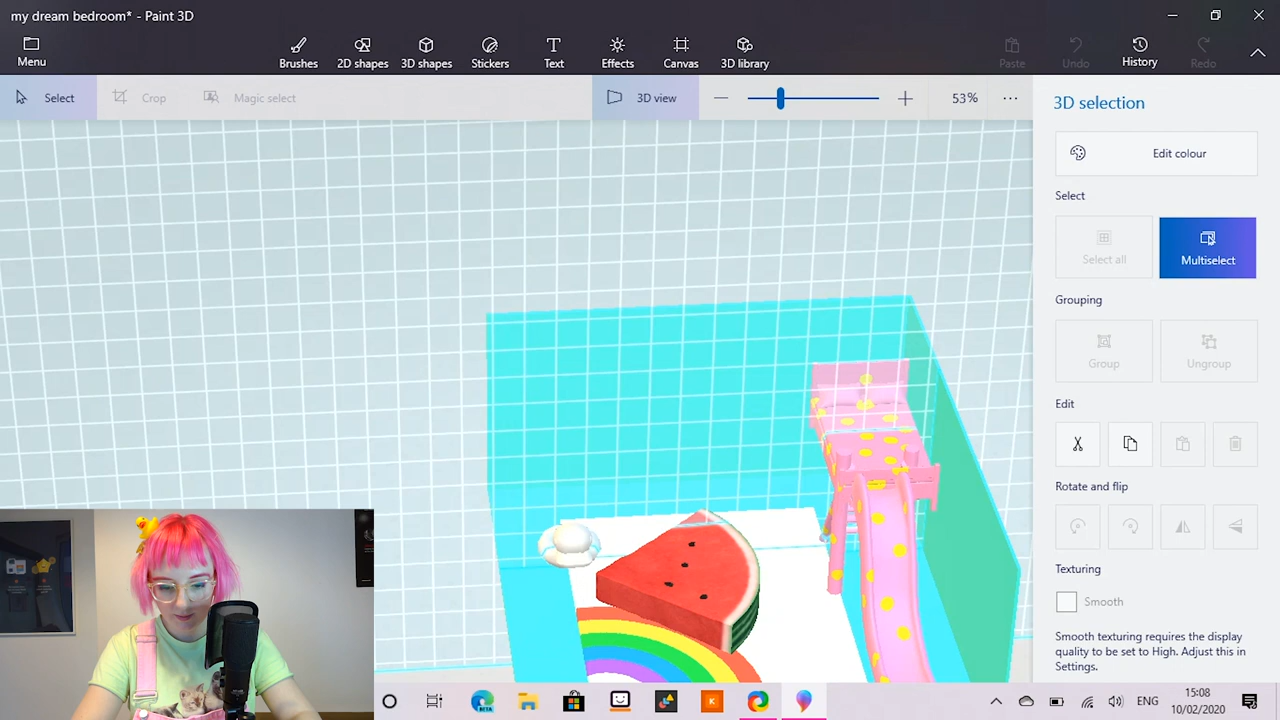 my dream bedroom* - Paint 3D
Menu
Brushes
2D shapes
3D shapes
Stickers
Text
Effects
Canvas
3D library
Paste
Undo
History
Redo
Select
Crop
Magic select
3D view
53%
3D selection
Edit colour
Select
Select all
Multiselect
Grouping
Group
Ungroup
Edit
Rotate and flip
Texturing
Smooth
Smooth texturing requires the display
quality to be set to High. Adjust this in
Settings.
BETA
K
ENG
15:08
10/02/2020